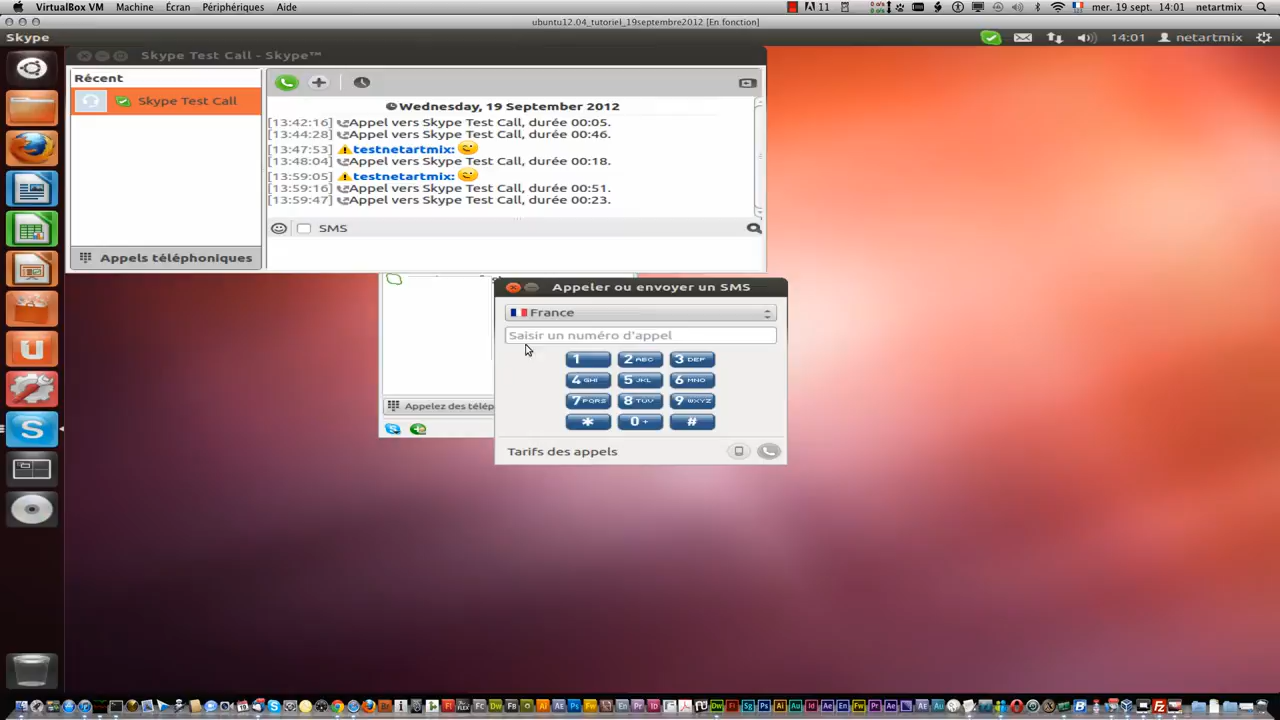 VirtualBox VM Machine Écran Périphériques Aide
11 mer. 19 sept. 14:01 netartmix
ubuntu12.04_tutoriel_19septembre2012 [En fonction]
Skype
14:01 netartmix
Skype Test Call - Skype™
Récent
Skype Test Call
Wednesday, 19 September 2012
[13:42:16] Appel vers Skype Test Call, durée 00:05.
[13:44:28] Appel vers Skype Test Call, durée 00:46.
[13:47:53] testnetartmix:
[13:48:04] Appel vers Skype Test Call, durée 00:18.
[13:59:05] testnetartmix:
[13:59:16] Appel vers Skype Test Call, durée 00:51.
[13:59:47] Appel vers Skype Test Call, durée 00:23.
SMS
Appels téléphoniques
Appeler ou envoyer un SMS
France
Saisir un numéro d'appel
1 2 ABC 3 DEF
4 GHI 5 JKL 6 MNO
7 PQRS 8 TUV 9 WXYZ
* 0 + #
Appelez des télép
Tarifs des appels